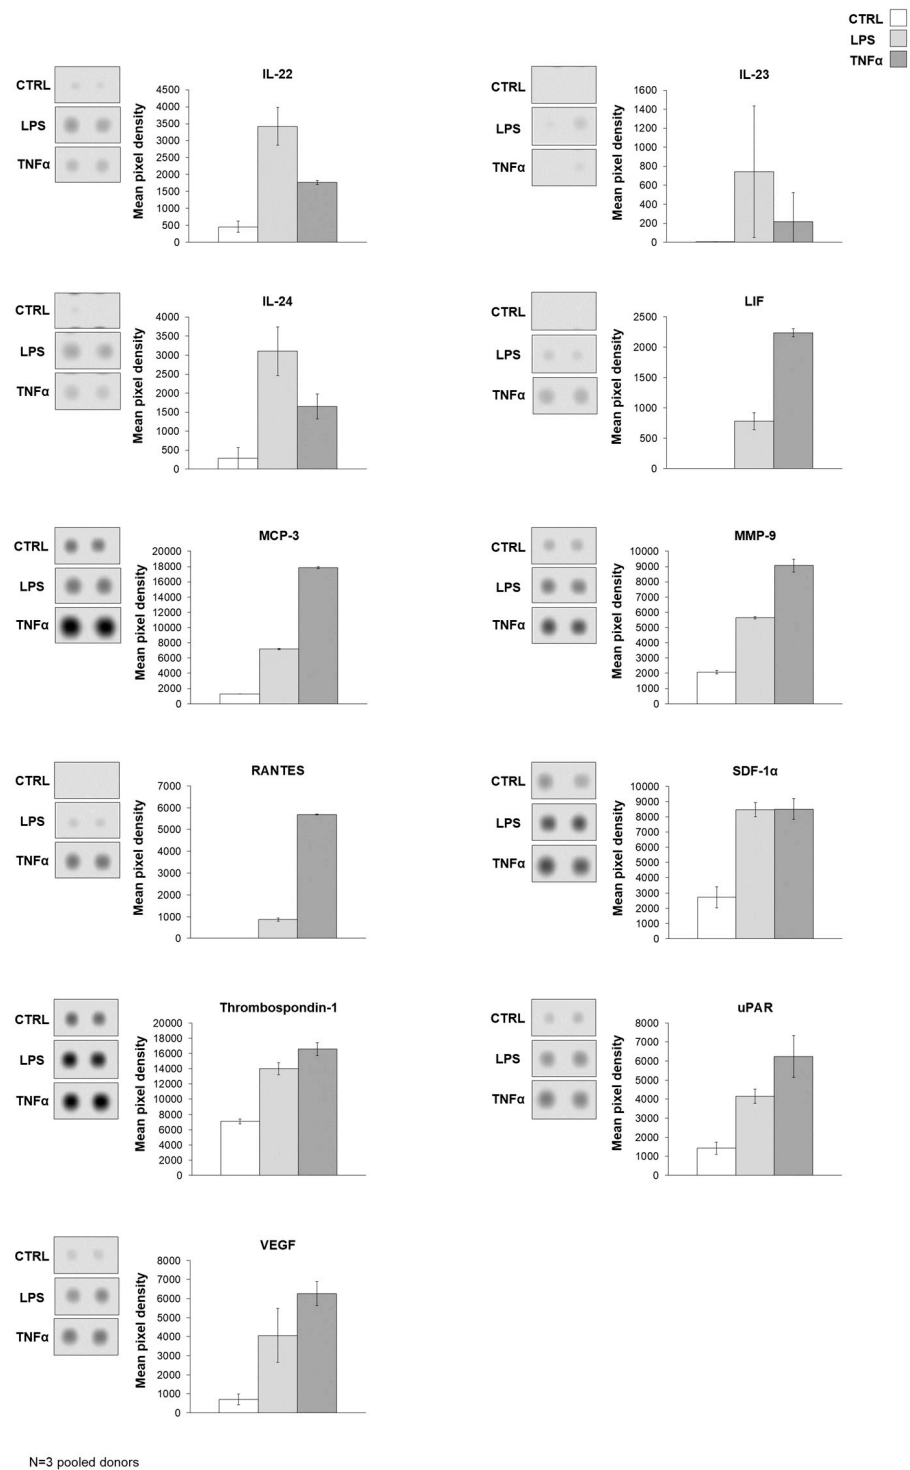 CTRL
LPS
TNFα
IL-22
CTRL
LPS
TNFα
Mean pixel density
4500
4000
3500
3000
2500
2000
1500
1000
500
0
IL-23
CTRL
LPS
TNFα
Mean pixel density
1600
1400
1200
1000
800
600
400
200
0
IL-24
CTRL
LPS
TNFα
Mean pixel density
4000
3500
3000
2500
2000
1500
1000
500
0
LIF
CTRL
LPS
TNFα
Mean pixel density
2500
2000
1500
1000
500
0
MCP-3
CTRL
LPS
TNFα
Mean pixel density
20000
18000
16000
14000
12000
10000
8000
6000
4000
2000
0
MMP-9
CTRL
LPS
TNFα
Mean pixel density
10000
9000
8000
7000
6000
5000
4000
3000
2000
1000
0
RANTES
CTRL
LPS
TNFα
Mean pixel density
7000
6000
5000
4000
3000
2000
1000
0
SDF-1α
CTRL
LPS
TNFα
Mean pixel density
10000
9000
8000
7000
6000
5000
4000
3000
2000
1000
0
Thrombospondin-1
CTRL
LPS
TNFα
Mean pixel density
20000
18000
16000
14000
12000
10000
8000
6000
4000
2000
0
uPAR
CTRL
LPS
TNFα
Mean pixel density
8000
7000
6000
5000
4000
3000
2000
1000
0
VEGF
CTRL
LPS
TNFα
Mean pixel density
8000
7000
6000
5000
4000
3000
2000
1000
0
N=3 pooled donors